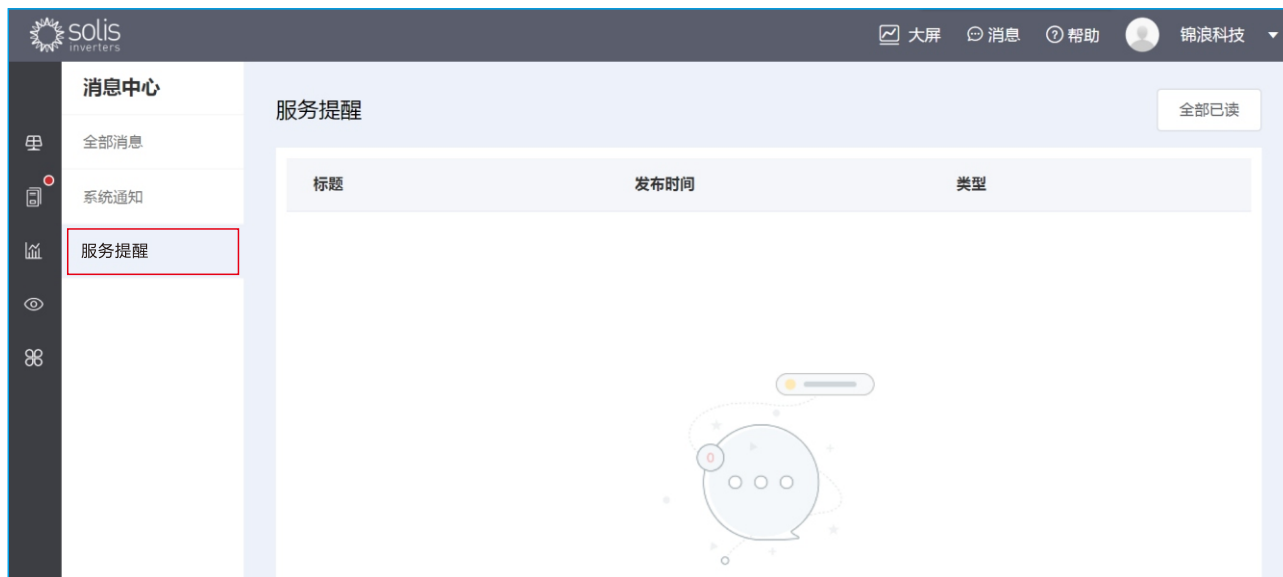 solis
inverters
大屏 消息 帮助 锦浪科技
消息中心
全部消息
系统通知
服务提醒
服务提醒
全部已读
标题 发布时间 类型
0